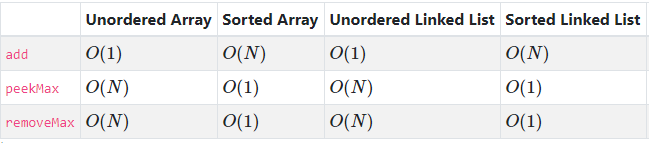 Unordered Array Sorted Array Unordered Linked List Sorted Linked List
add O(1) O(N) O(1) O(N)
peekMax O(N) O(1) O(N) O(1)
removeMax O(N) O(1) O(N) O(1)